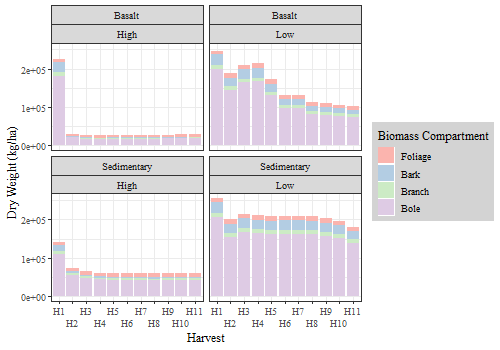 Basalt
Basalt
High
Low
2e+05
1e+05
0e+00
Sedimentary
Sedimentary
High
Low
2e+05
1e+05
0e+00
Dry Weight (kg/ha)
H1 H3 H5 H7 H9 H11 H1 H3 H5 H7 H9 H11
H2 H4 H6 H8 H10 H2 H4 H6 H8 H10
Harvest
Biomass Compartment
Foliage
Bark
Branch
Bole